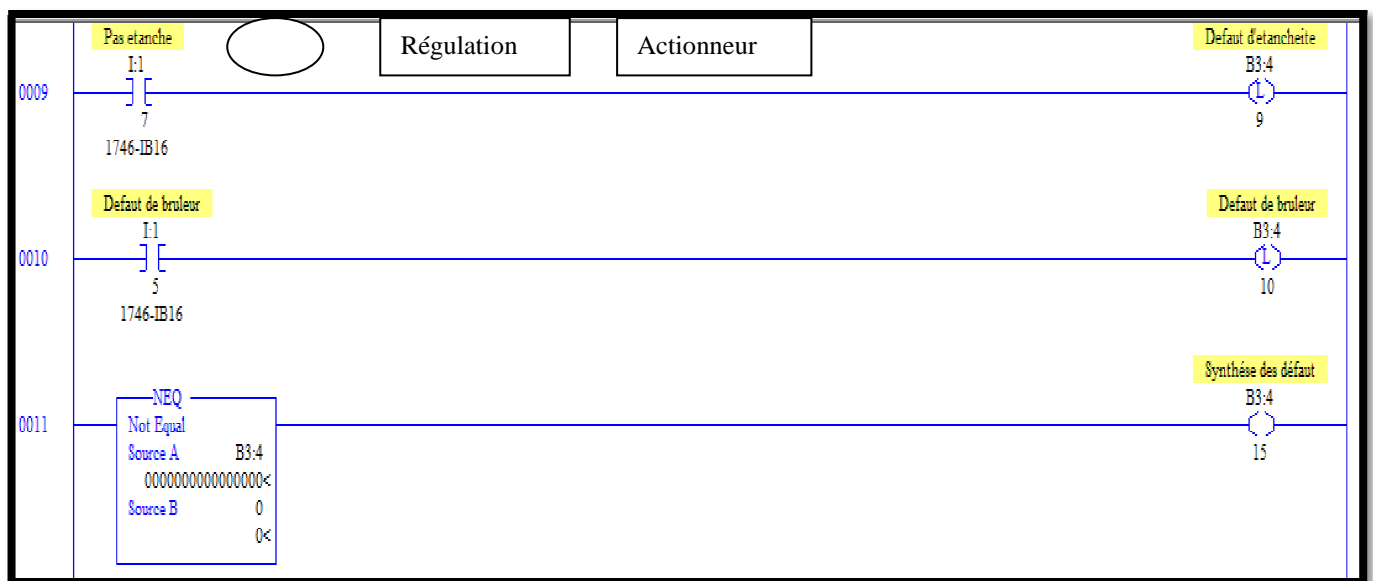 Pas etanche
Régulation
Actionneur
Defaut d'etancheite
I:1
B3:4
0009
L
7
9
1746-IB16
Defaut de bruleur
Defaut de bruleur
I:1
B3:4
0010
L
5
10
1746-IB16
Synthése des défaut
NEQ
B3:4
0011
Not Equal
Source A B3:4
15
0000000000000000<
Source B 0
0<